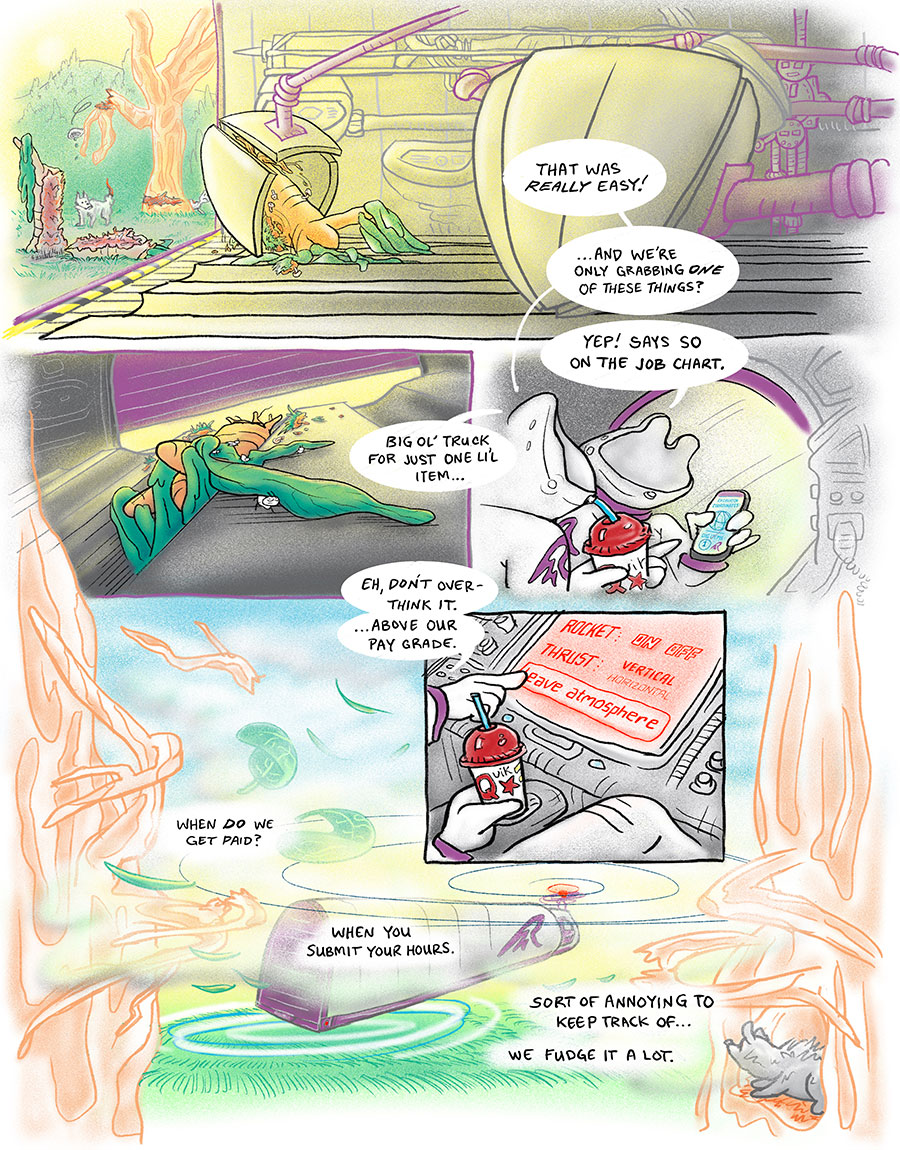 THAT WAS
REALLY EASY!
...AND WE'RE
ONLY GRABBING ONE
OF THESE THINGS?
YEP! SAYS SO
ON THE JOB CHART.
BIG OL' TRUCK
FOR JUST ONE LI'L
ITEM...
UIK
EH, DON'T OVER-
THINK IT.
...ABOVE OUR
PAY GRADE.
ROCKET: ON OFF
THRUST: VERTICAL
HORIZONTAL
eave atmosphere
QUIK
WHEN DO WE
GET PAID?
WHEN YOU
SUBMIT YOUR HOURS.
SORT OF ANNOYING TO
KEEP TRACK OF...
WE FUDGE IT A LOT.